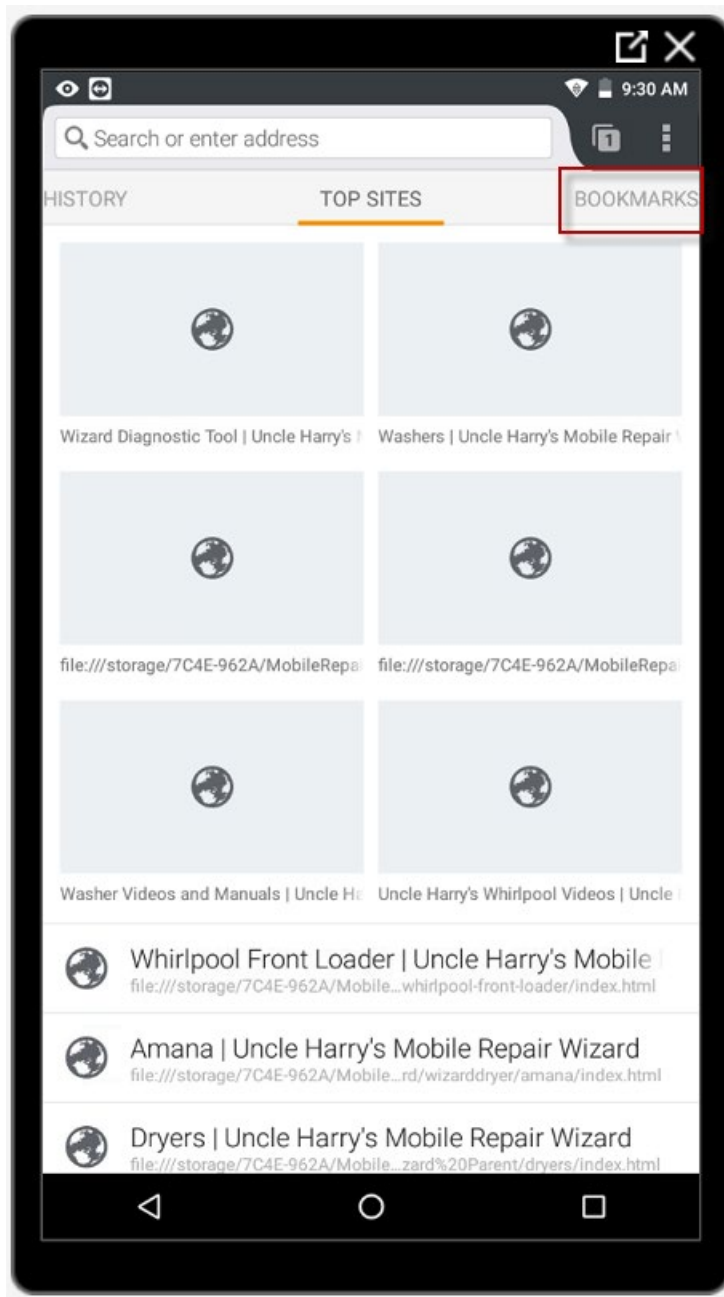 9:30 AM
Search or enter address
1
HISTORY TOP SITES BOOKMARKS
Wizard Diagnostic Tool | Uncle Harry's
Washers | Uncle Harry's Mobile Repair
file:///storage/7C4E-962A/MobileRepai
file:///storage/7C4E-962A/MobileRepai
Washer Videos and Manuals | Uncle Ha
Uncle Harry's Whirlpool Videos | Uncle
Whirlpool Front Loader | Uncle Harry's Mobile
file:///storage/7C4E-962A/Mobile...whirlpool-front-loader/index.html
Amana | Uncle Harry's Mobile Repair Wizard
file:///storage/7C4E-962A/Mobile...rd/wizarddryer/amana/index.html
Dryers | Uncle Harry's Mobile Repair Wizard
file:///storage/7C4E-962A/Mobile...zard%20Parent/dryers/index.html